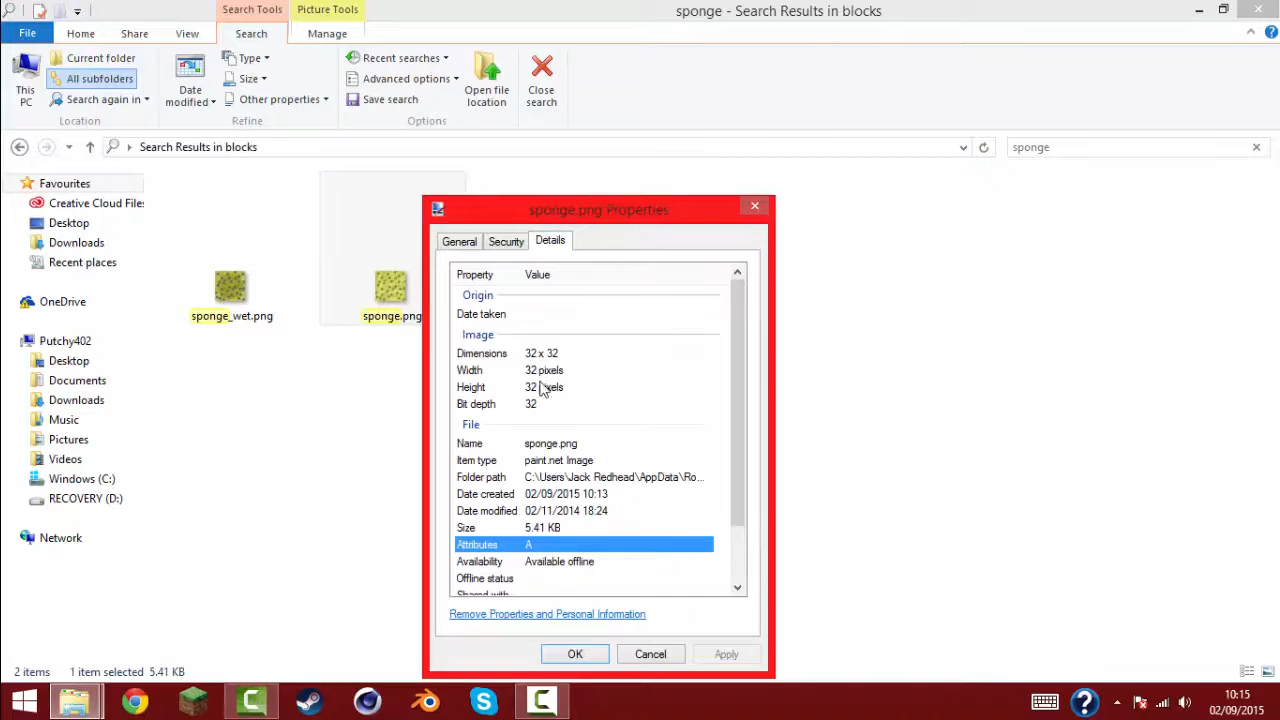 Search Tools
Picture Tools
sponge - Search Results in blocks
File
Home
Share
View
Search
Manage
This PC
Current folder
All subfolders
Search again in
Location
Date modified
Type
Size
Other properties
Refine
Recent searches
Advanced options
Save search
Open file location
Options
Close search
Search Results in blocks
sponge
Favourites
Creative Cloud Files
Desktop
Downloads
Recent places
OneDrive
Putchy402
Desktop
Documents
Downloads
Music
Pictures
Videos
Windows (C:)
RECOVERY (D:)
Network
sponge_wet.png
sponge.png
sponge.png Properties
General
Security
Details
Property Value
Origin
Date taken
Image
Dimensions 32 x 32
Width 32 pixels
Height 32 pixels
Bit depth 32
File
Name sponge.png
Item type paint.net Image
Folder path C:\Users\Jack Redhead\AppData\Ro...
Date created 02/09/2015 10:13
Date modified 02/11/2014 18:24
Size 5.41 KB
Attributes A
Availability Available offline
Offline status
Shared with
Remove Properties and Personal Information
OK
Cancel
Apply
2 items
1 item selected 5.41 KB
10:15
02/09/2015